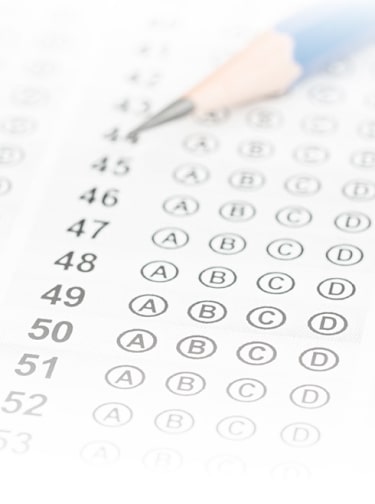 41
42
43
44 A B C D
45 A B C D
46 A B C D
47 A B C D
48 A B C D
49 A B C D
50 A B C D
51 A B C D
52 A B C D
53